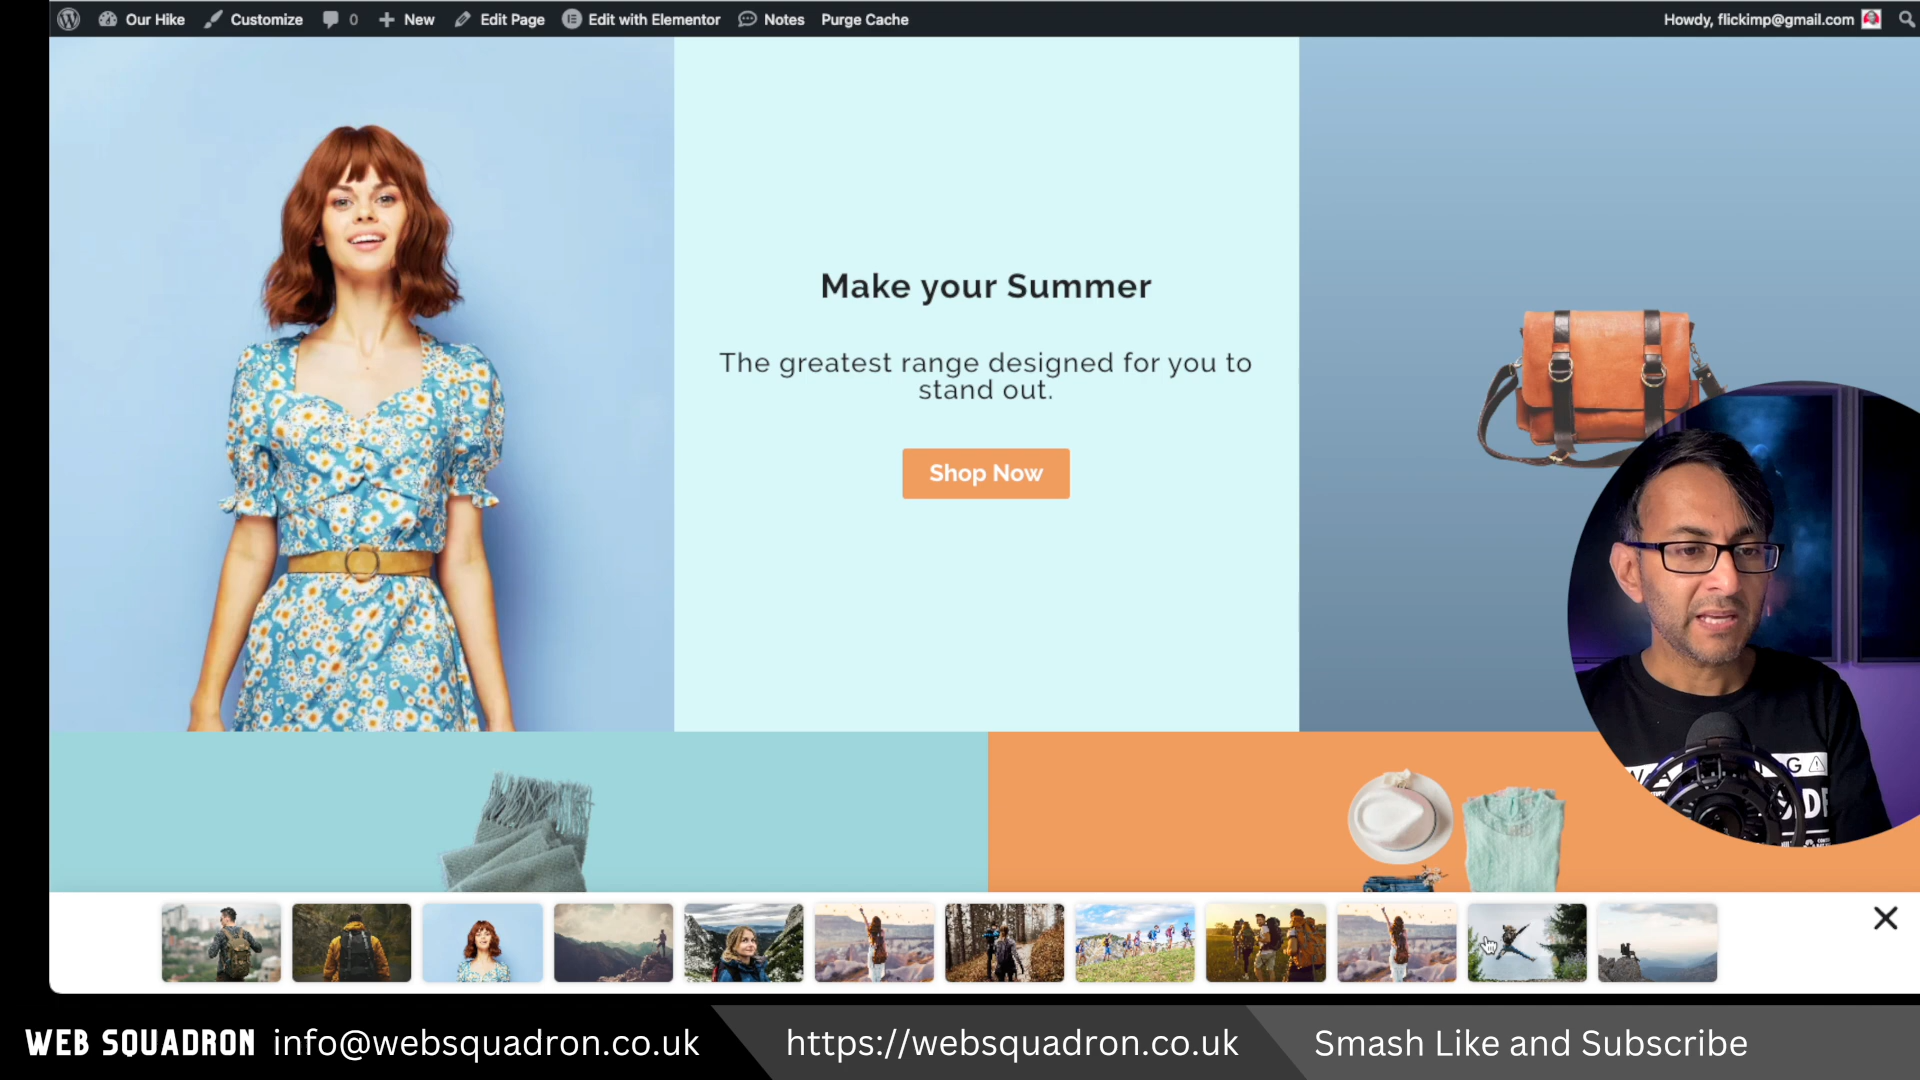 Our Hike Customize 0 New Edit Page Edit with Elementor Notes Purge Cache Howdy, flickimp@gmail.com
Make your Summer
The greatest range designed for you to
stand out.
Shop Now
WEB SQUADRON info@websquadron.co.uk https://websquadron.co.uk Smash Like and Subscribe